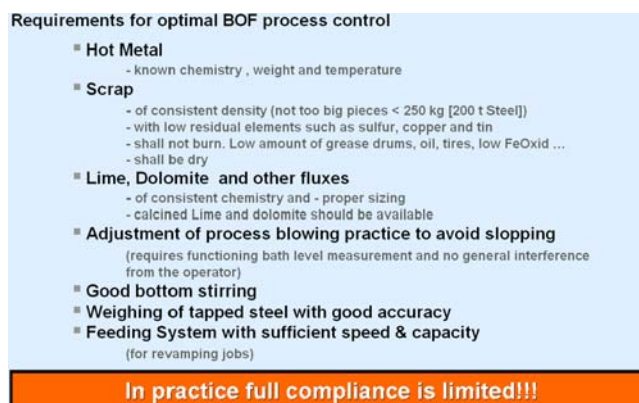 Requirements for optimal BOF process control
Hot Metal
- known chemistry , weight and temperature
Scrap
- of consistent density (not too big pieces < 250 kg [200 t Steel])
- with low residual elements such as sulfur, copper and tin
- shall not burn. Low amount of grease drums, oil, tires, low FeOxid ...
- shall be dry
Lime, Dolomite and other fluxes
- of consistent chemistry and - proper sizing
- calcined Lime and dolomite should be available
Adjustment of process blowing practice to avoid slopping
(requires functioning bath level measurement and no general interference
from the operator)
Good bottom stirring
Weighing of tapped steel with good accuracy
Feeding System with sufficient speed & capacity
(for revamping jobs)
In practice full compliance is limited!!!